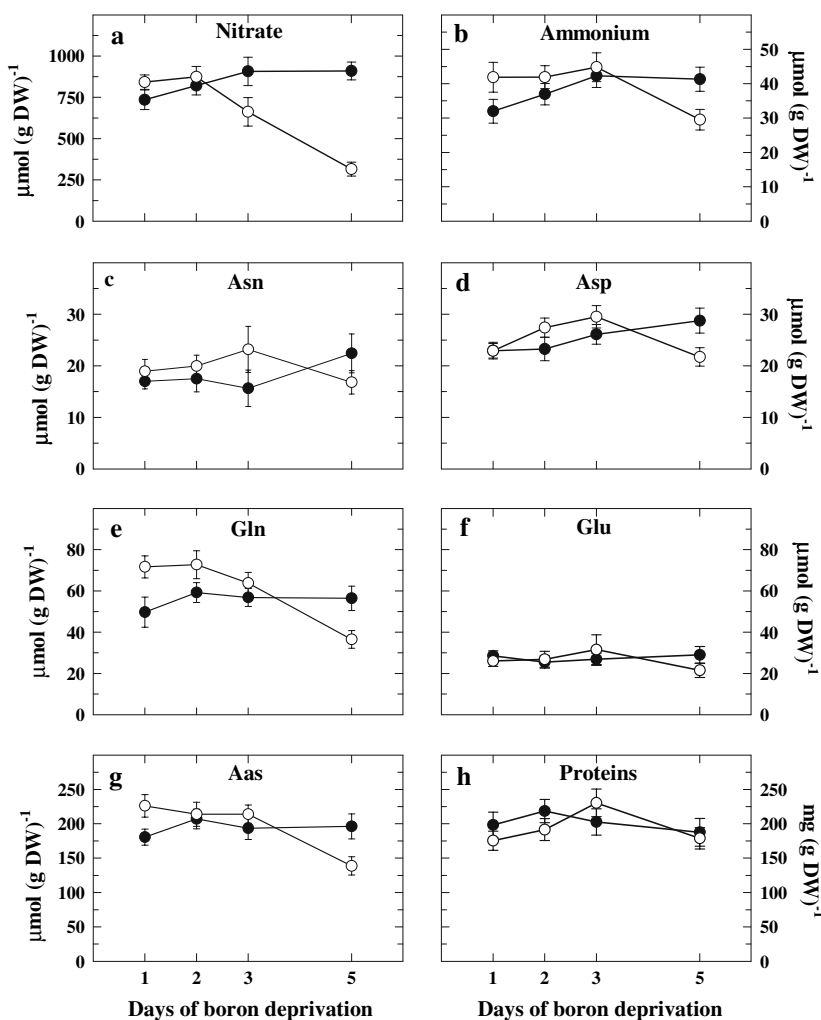 a Nitrate
1000
750
500
250
0
μmol (g DW)⁻¹
b Ammonium
50
40
30
20
10
0
μmol (g DW)⁻¹
c Asn
30
20
10
0
μmol (g DW)⁻¹
d Asp
30
20
10
0
μmol (g DW)⁻¹
e Gln
80
60
40
20
0
μmol (g DW)⁻¹
f Glu
80
60
40
20
0
μmol (g DW)⁻¹
g Aas
250
200
150
100
50
0
μmol (g DW)⁻¹
1 2 3 5
Days of boron deprivation
h Proteins
250
200
150
100
50
0
mg (g DW)⁻¹
1 2 3 5
Days of boron deprivation